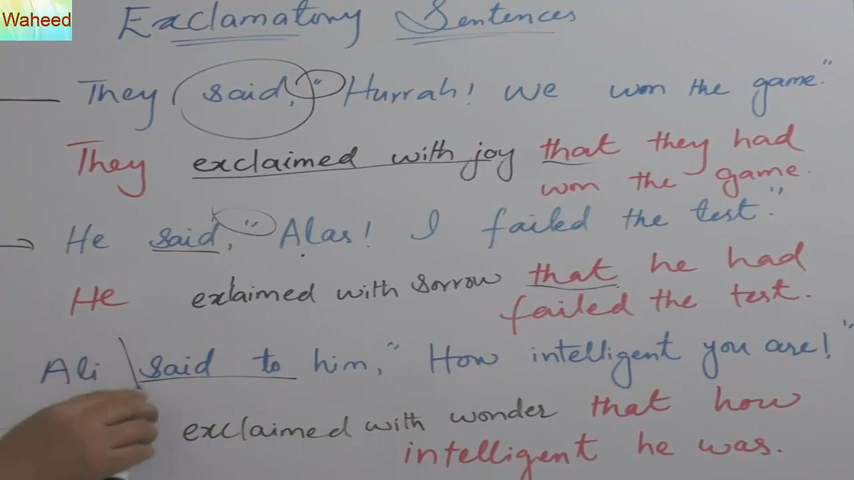 Waheed
Exclamatory Sentences
They said, "Hurrah! We won the game."
They exclaimed with joy that they had
won the game.
He said, "Alas! I failed the test."
He exlaimed with sorrow that he had
failed the test.
Ali said to him, "How intelligent you are!"
exclaimed with wonder that how
intelligent he was.